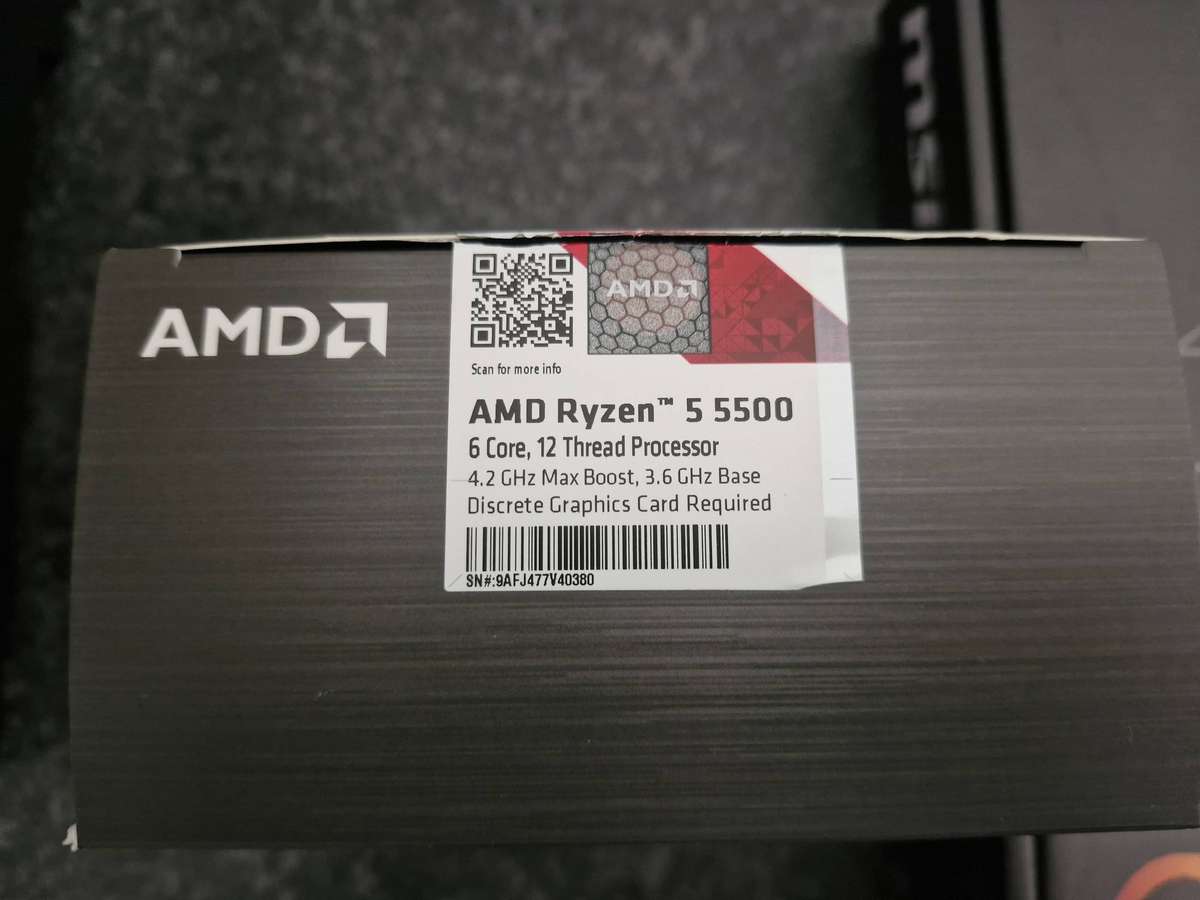 msi
AMD
AMD
Scan for more info
AMD Ryzen™ 5 5500
6 Core, 12 Thread Processor
4.2 GHz Max Boost, 3.6 GHz Base
Discrete Graphics Card Required
SN#:9AFJ477V40380